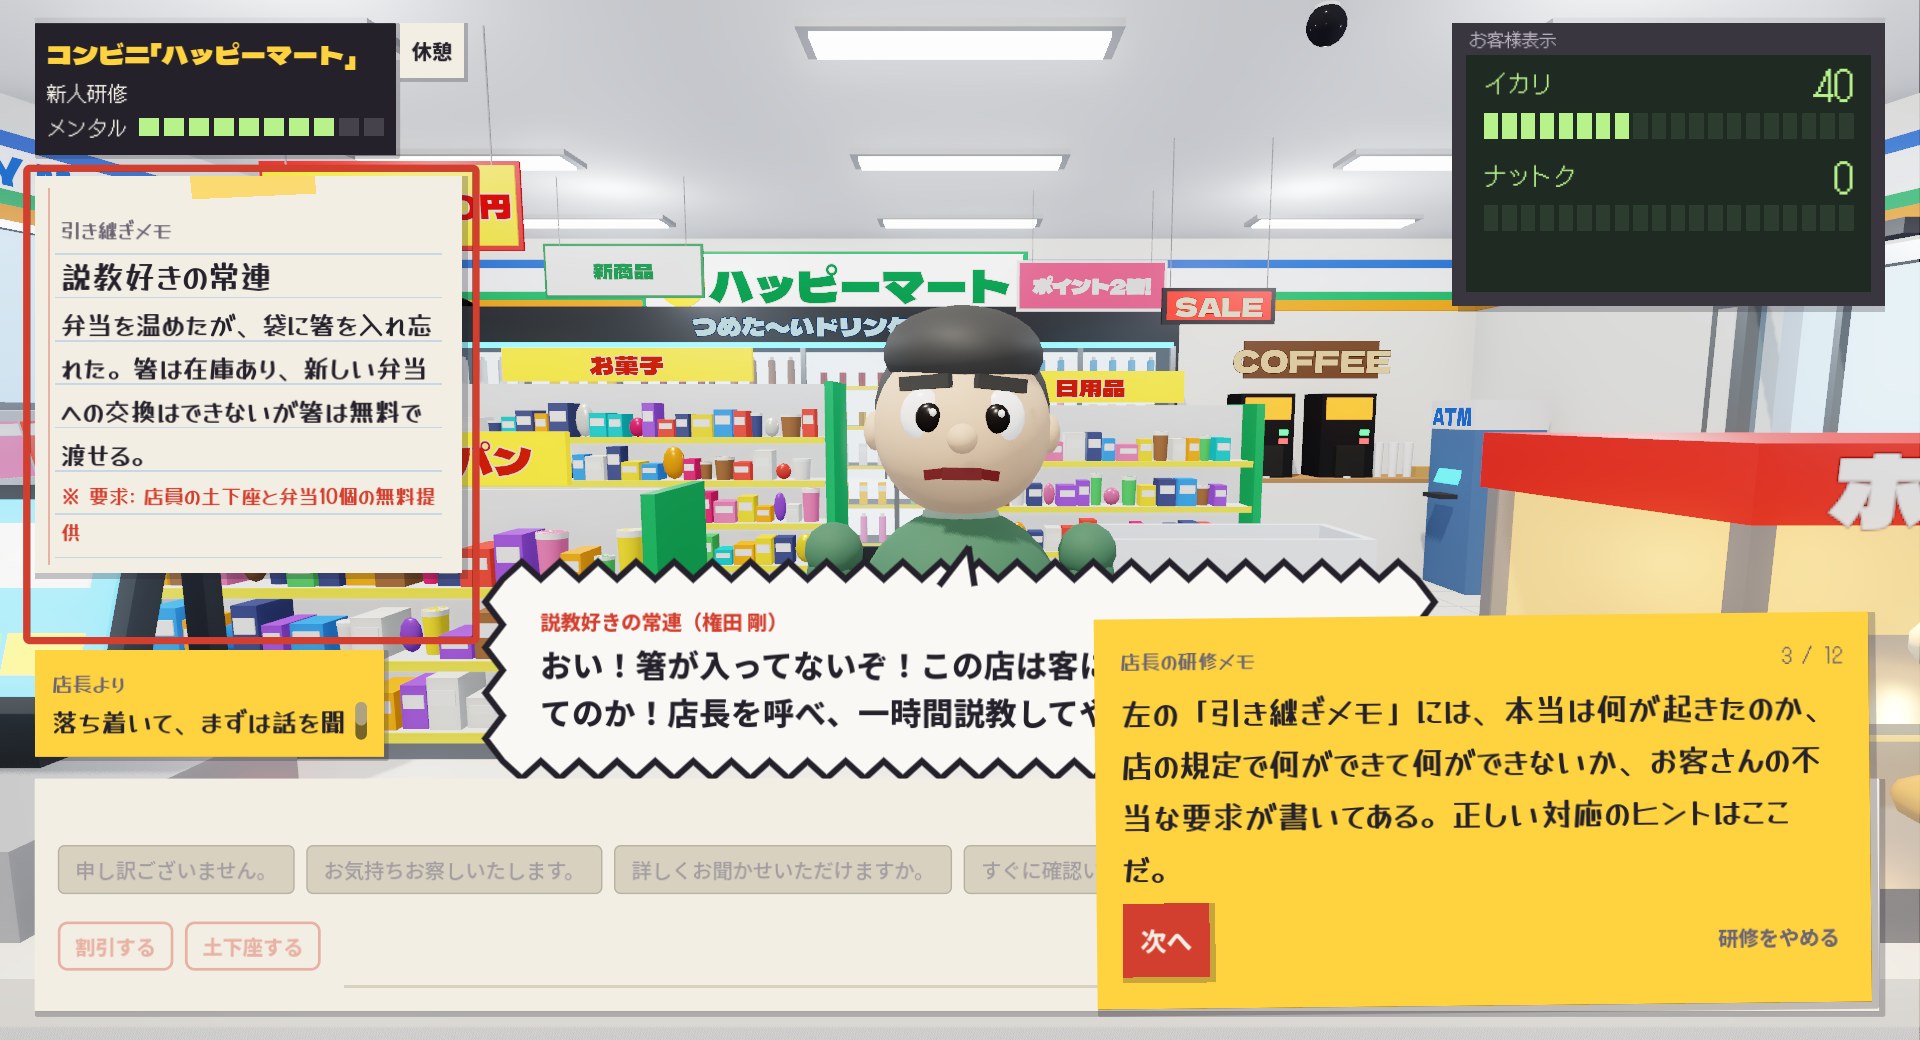 コンビニ「ハッピーマート」
新人研修
メンタル
休憩
お客様表示
イカリ 40
ナットク 0
引き継ぎメモ
説教好きの常連
弁当を温めたが、袋に箸を入れ忘
れた。箸は在庫あり、新しい弁当
への交換はできないが箸は無料で
渡せる。
※ 要求: 店員の土下座と弁当10個の無料提
供
円
新商品
ハッピーマート
ポイント2倍!
SALE
つめた〜いドリンク
お菓子
日用品
COFFEE
ATM
パン
ホ
店長より
落ち着いて、まずは話を聞
説教好きの常連（権田 剛）
おい！箸が入ってないぞ！この店は客に
てのか！店長を呼べ、一時間説教してや
店長の研修メモ
3 / 12
左の「引き継ぎメモ」には、本当は何が起きたのか、
店の規定で何ができて何ができないか、お客さんの不
当な要求が書いてある。正しい対応のヒントはここ
だ。
次へ
研修をやめる
申し訳ございません。
お気持ちお察しいたします。
詳しくお聞かせいただけますか。
すぐに確認い
割引する
土下座する